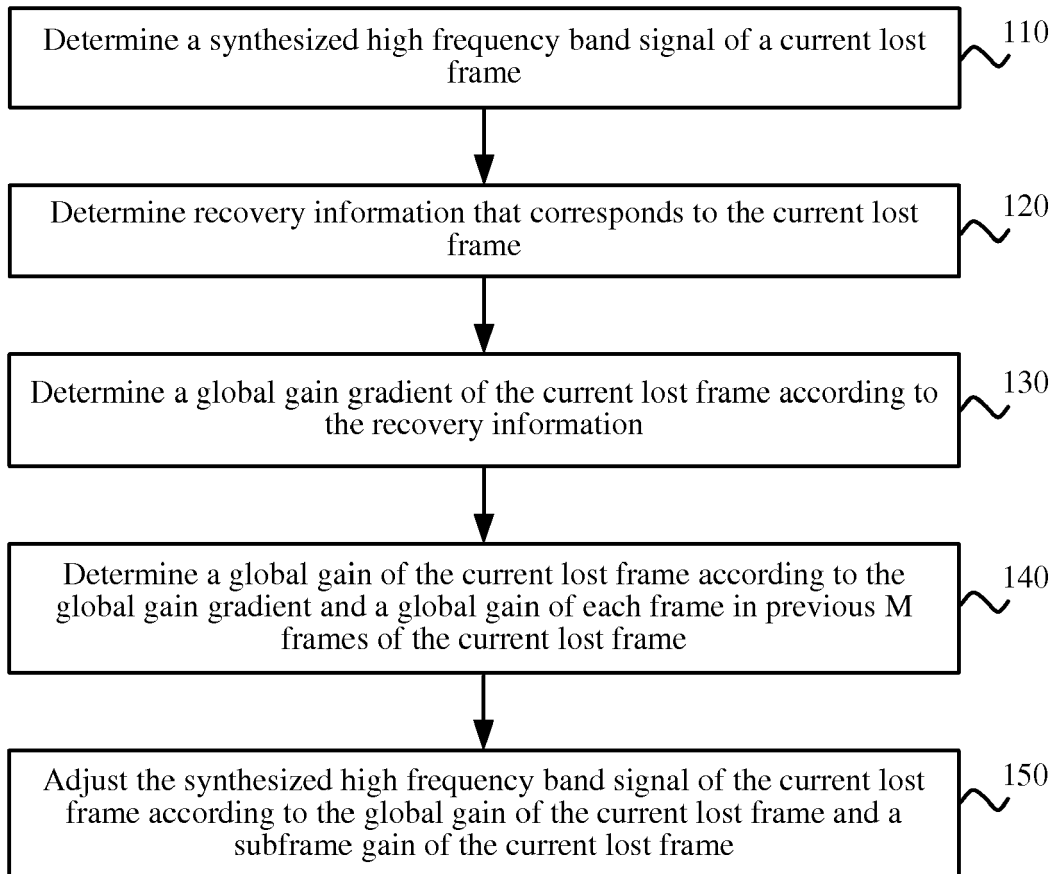 Determine a synthesized high frequency band signal of a current lost
frame
110
Determine recovery information that corresponds to the current lost
frame
120
Determine a global gain gradient of the current lost frame according to
the recovery information
130
Determine a global gain of the current lost frame according to the
global gain gradient and a global gain of each frame in previous M
frames of the current lost frame
140
Adjust the synthesized high frequency band signal of the current lost
frame according to the global gain of the current lost frame and a
subframe gain of the current lost frame
150